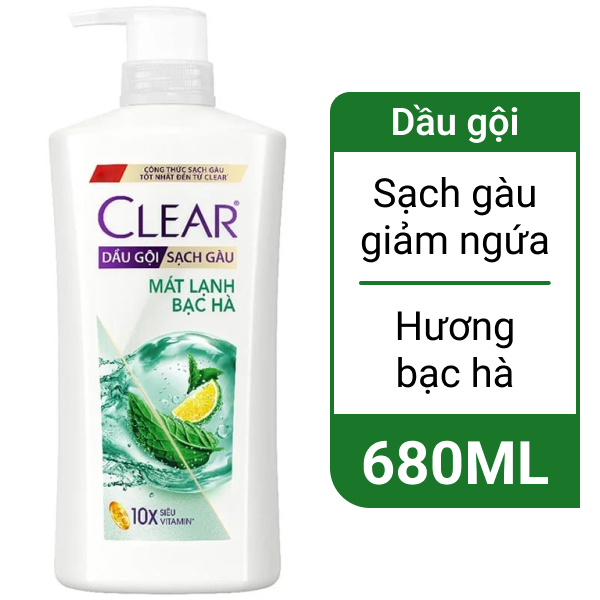 CÔNG THỨC SẠCH GÀU
TỐT NHẤT ĐẾN TỪ CLEAR*
CLEAR
DẦU GỘI SẠCH GÀU
MÁT LẠNH
BẠC HÀ
10X SIÊU
VITAMIN*
Dầu gội
Sạch gàu
giảm ngứa
Hương
bạc hà
680ML